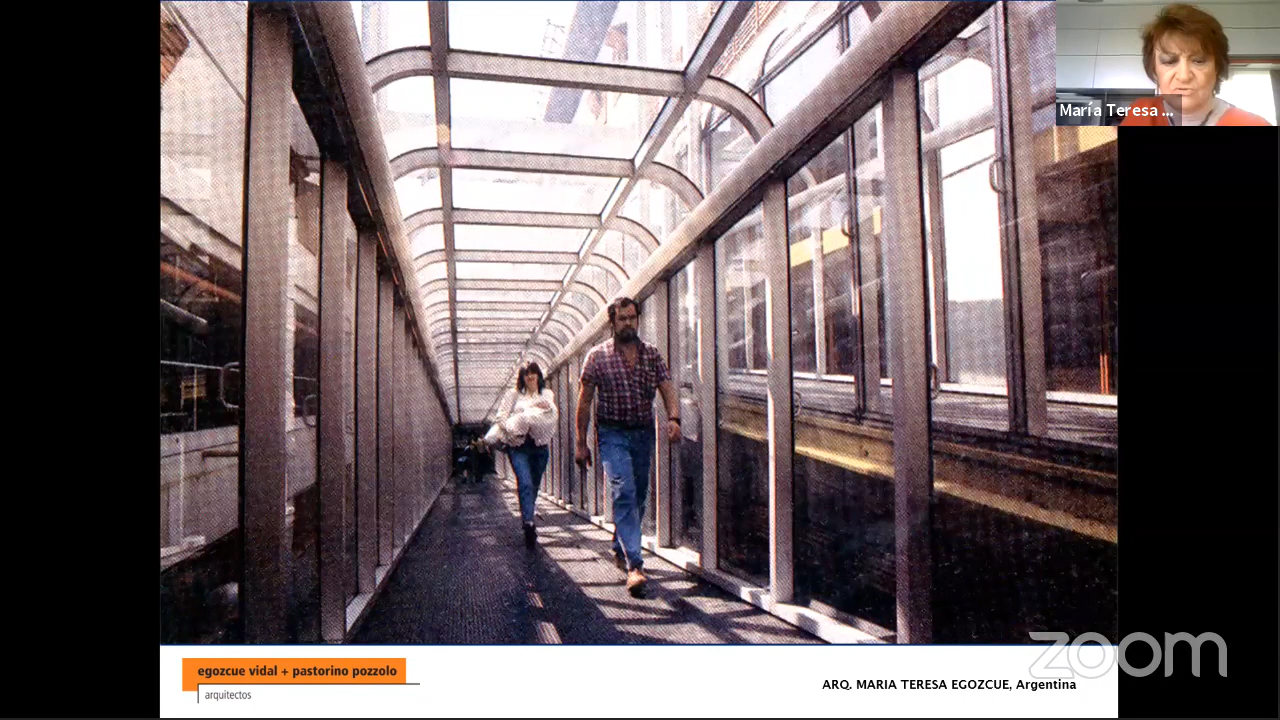 María Teresa ...
egozcue vidal + pastorino pozzolo
arquitectos
ARQ. MARIA TERESA EGOZCUE, Argentina
zoom